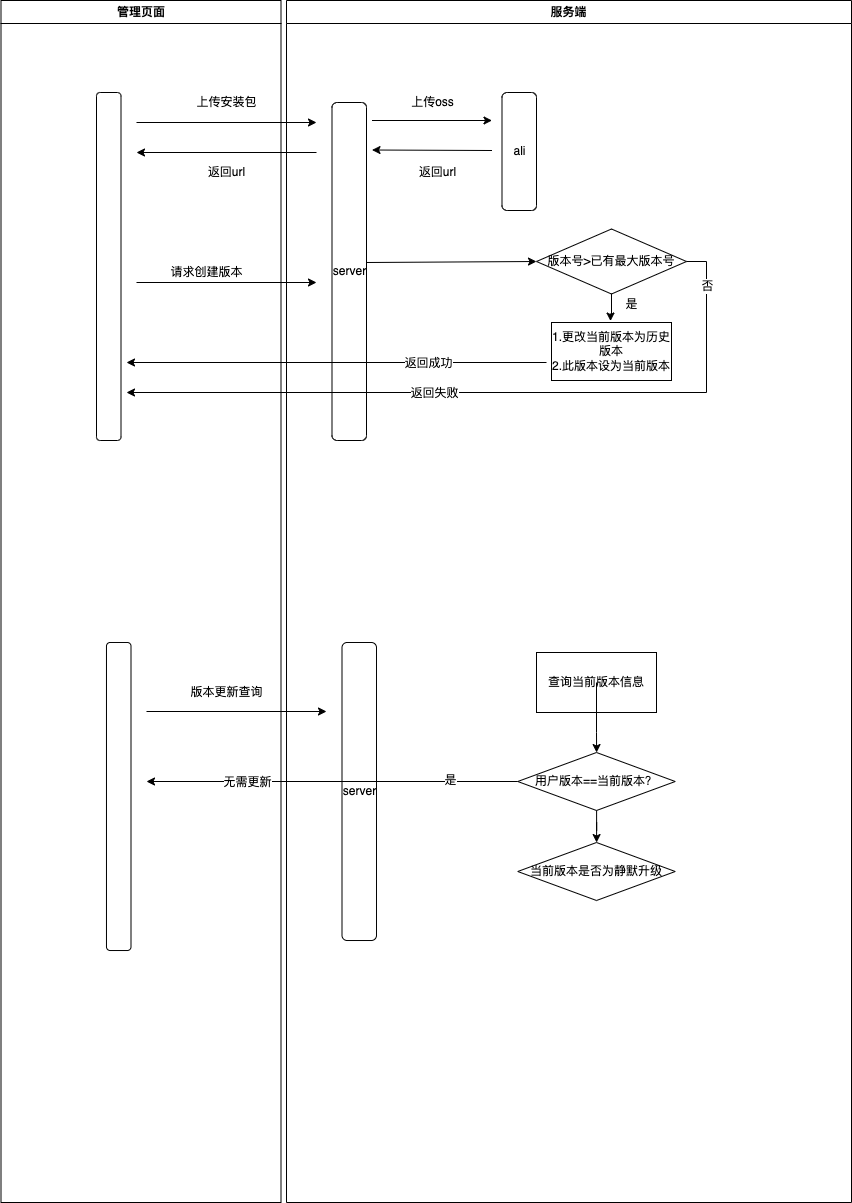 管理页面
服务端
上传安装包
上传oss
返回url
返回url
ali
server
请求创建版本
版本号>已有最大版本号
否
是
1.更改当前版本为历史
版本
2.此版本设为当前版本
返回成功
返回失败
版本更新查询
查询当前版本信息
无需更新
server
是
用户版本==当前版本?
当前版本是否为静默升级